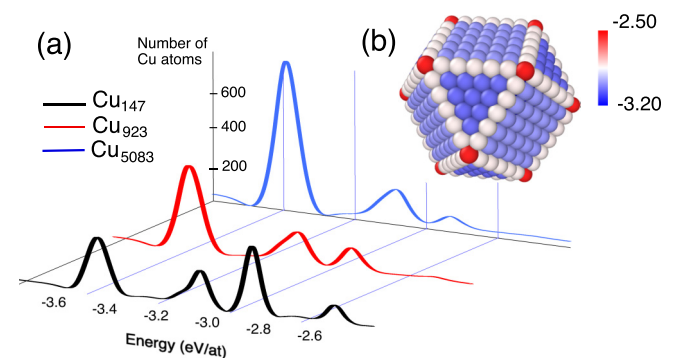 (a)
Number of
Cu atoms
600
400
200
Cu147
Cu923
Cu5083
-3.6
-3.4
-3.2
-3.0
-2.8
-2.6
Energy (eV/at)
(b)
-2.50
-3.20